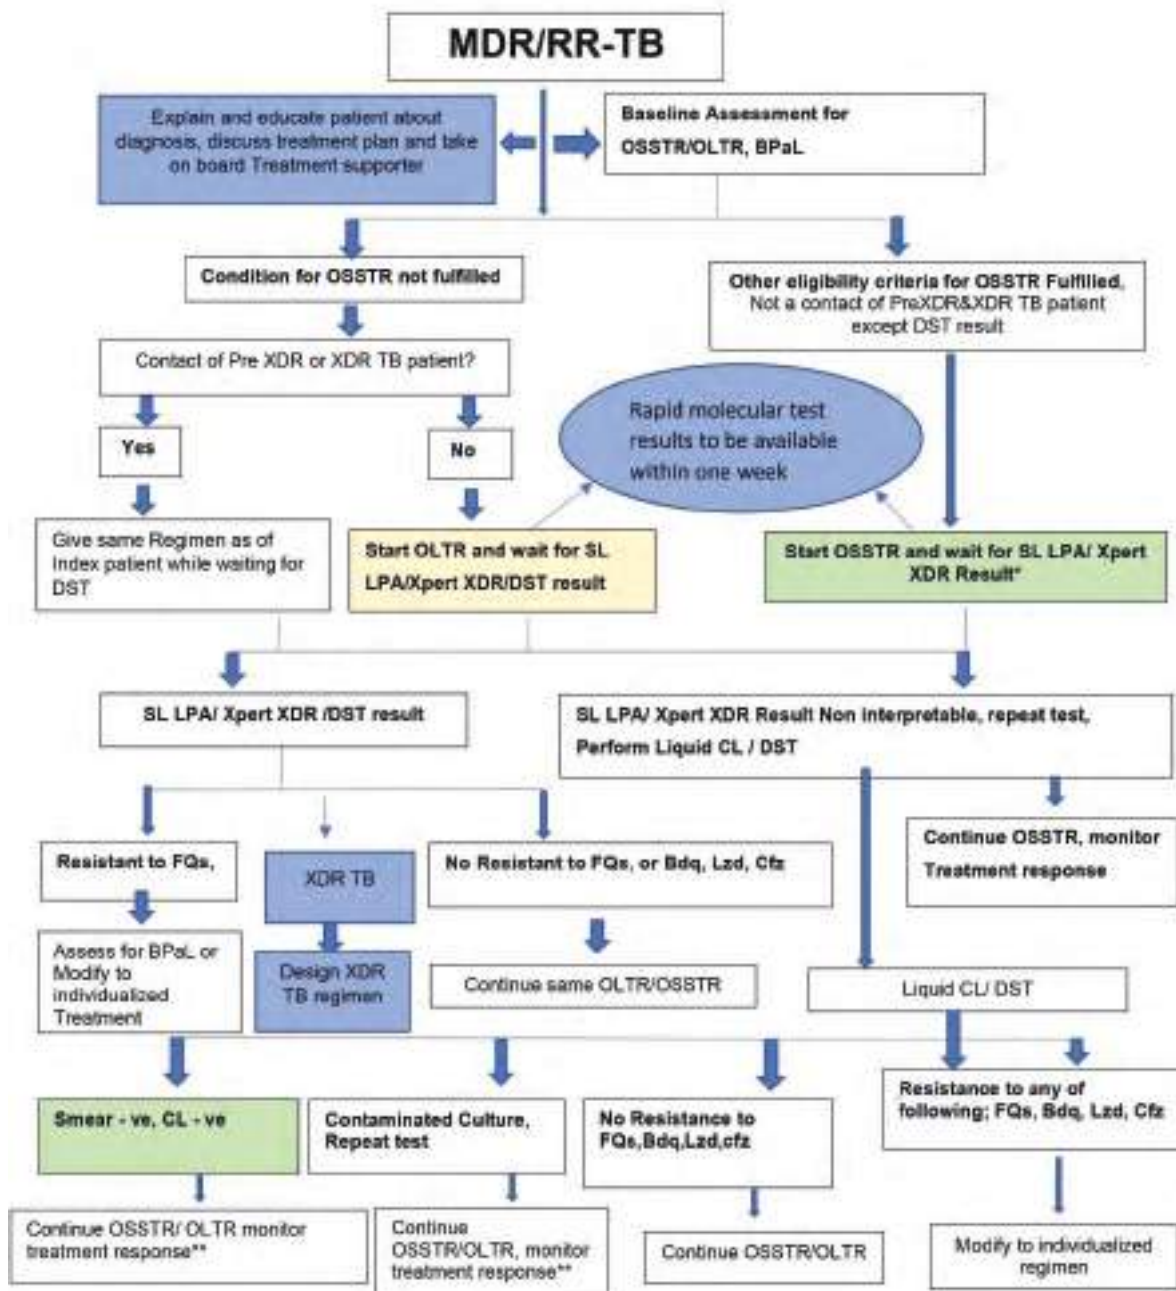 MDR/RR-TB
Explain and educate patient about
diagnosis, discuss treatment plan and take
on board Treatment supporter
Baseline Assessment for
OSSTR/OLTR, BPaL
Condition for OSSTR not fulfilled
Other eligibility criteria for OSSTR Fulfilled,
Not a contact of PreXDR&XDR TB patient
except DST result
Contact of Pre XDR or XDR TB patient?
Rapid molecular test
results to be available
within one week
Yes
No
Give same Regimen as of
Index patient while waiting for
DST
Start OLTR and wait for SL
LPA/Xpert XDR/DST result
Start OSSTR and wait for SL LPA/ Xpert
XDR Result*
SL LPA/ Xpert XDR /DST result
SL LPA/ Xpert XDR Result Non interpretable, repeat test,
Perform Liquid CL / DST
Resistant to FQs,
XDR TB
No Resistant to FQs, or Bdq, Lzd, Cfz
Continue OSSTR, monitor
Treatment response
Assess for BPaL or
Modify to
individualized
Treatment
Design XDR
TB regimen
Continue same OLTR/OSSTR
Liquid CL/ DST
Smear - ve, CL - ve
Contaminated Culture,
Repeat test
No Resistance to
FQs,Bdq,Lzd,cfz
Resistance to any of
following; FQs, Bdq, Lzd, Cfz
Continue OSSTR/ OLTR monitor
treatment response**
Continue
OSSTR/OLTR, monitor
treatment response**
Continue OSSTR/OLTR
Modify to individualized
regimen